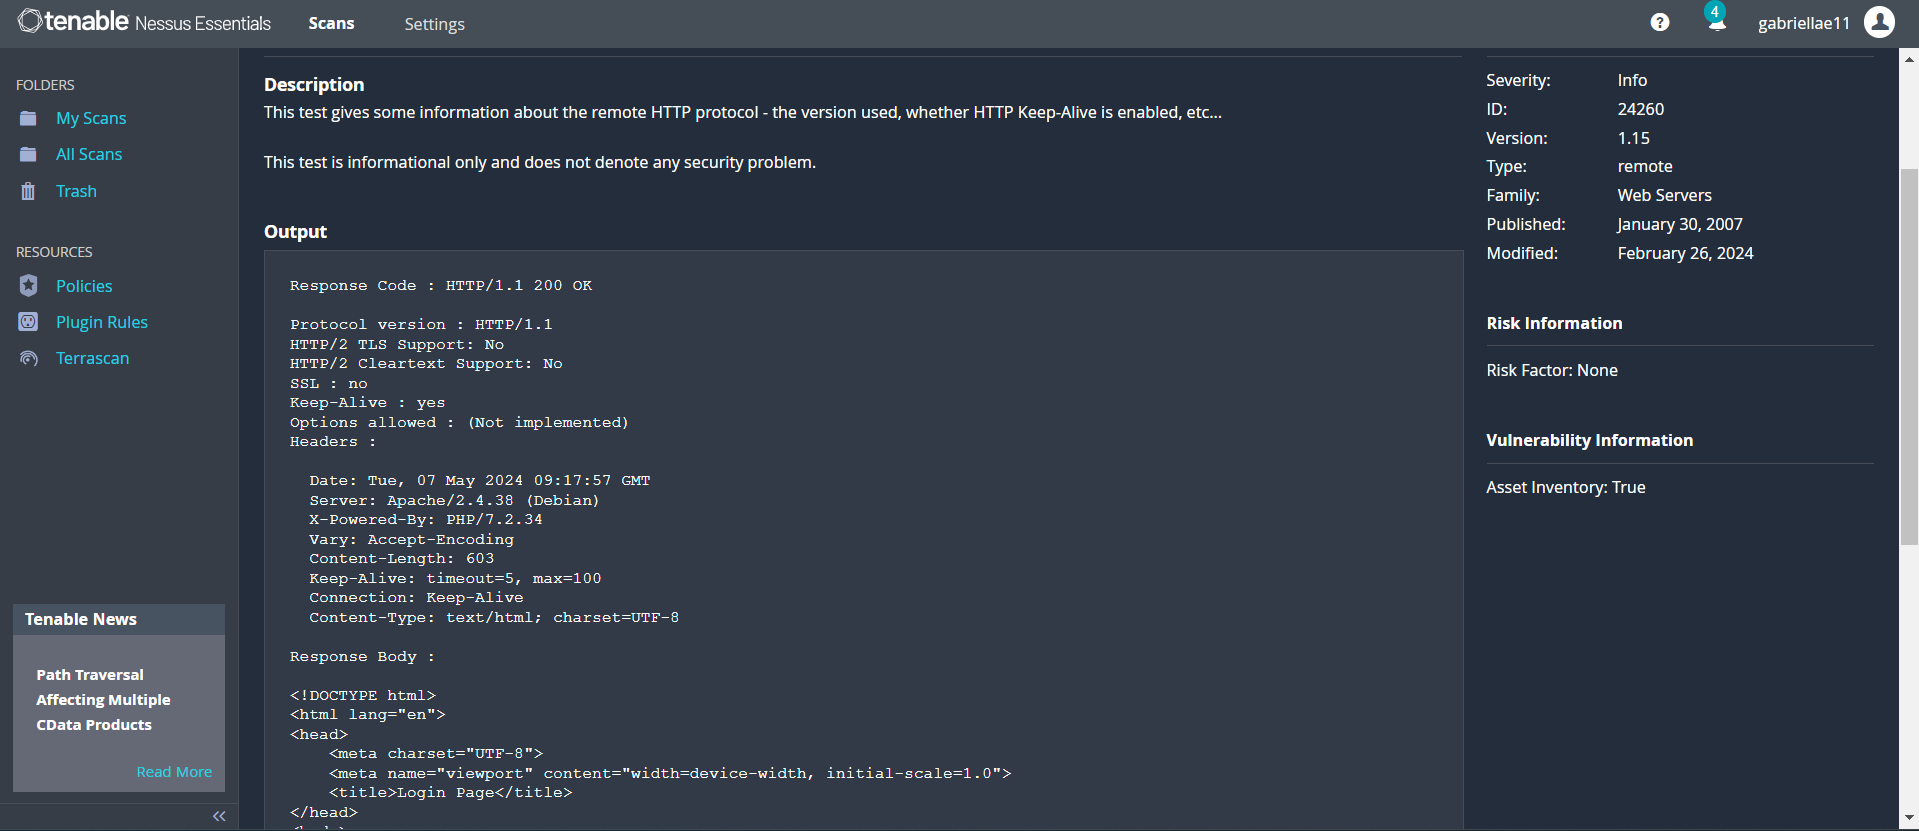 tenable Nessus Essentials
Scans
Settings
4
gabriellae11
FOLDERS
My Scans
All Scans
Trash
RESOURCES
Policies
Plugin Rules
Terrascan
Tenable News
Path Traversal
Affecting Multiple
CData Products
Read More
Description
This test gives some information about the remote HTTP protocol - the version used, whether HTTP Keep-Alive is enabled, etc...
This test is informational only and does not denote any security problem.
Output
Response Code : HTTP/1.1 200 OK
Protocol version : HTTP/1.1
HTTP/2 TLS Support: No
HTTP/2 Cleartext Support: No
SSL : no
Keep-Alive : yes
Options allowed : (Not implemented)
Headers :
Date: Tue, 07 May 2024 09:17:57 GMT
Server: Apache/2.4.38 (Debian)
X-Powered-By: PHP/7.2.34
Vary: Accept-Encoding
Content-Length: 603
Keep-Alive: timeout=5, max=100
Connection: Keep-Alive
Content-Type: text/html; charset=UTF-8
Response Body :
<!DOCTYPE html>
<html lang="en">
<head>
<meta charset="UTF-8">
<meta name="viewport" content="width=device-width, initial-scale=1.0">
<title>Login Page</title>
</head>
Severity: Info
ID: 24260
Version: 1.15
Type: remote
Family: Web Servers
Published: January 30, 2007
Modified: February 26, 2024
Risk Information
Risk Factor: None
Vulnerability Information
Asset Inventory: True